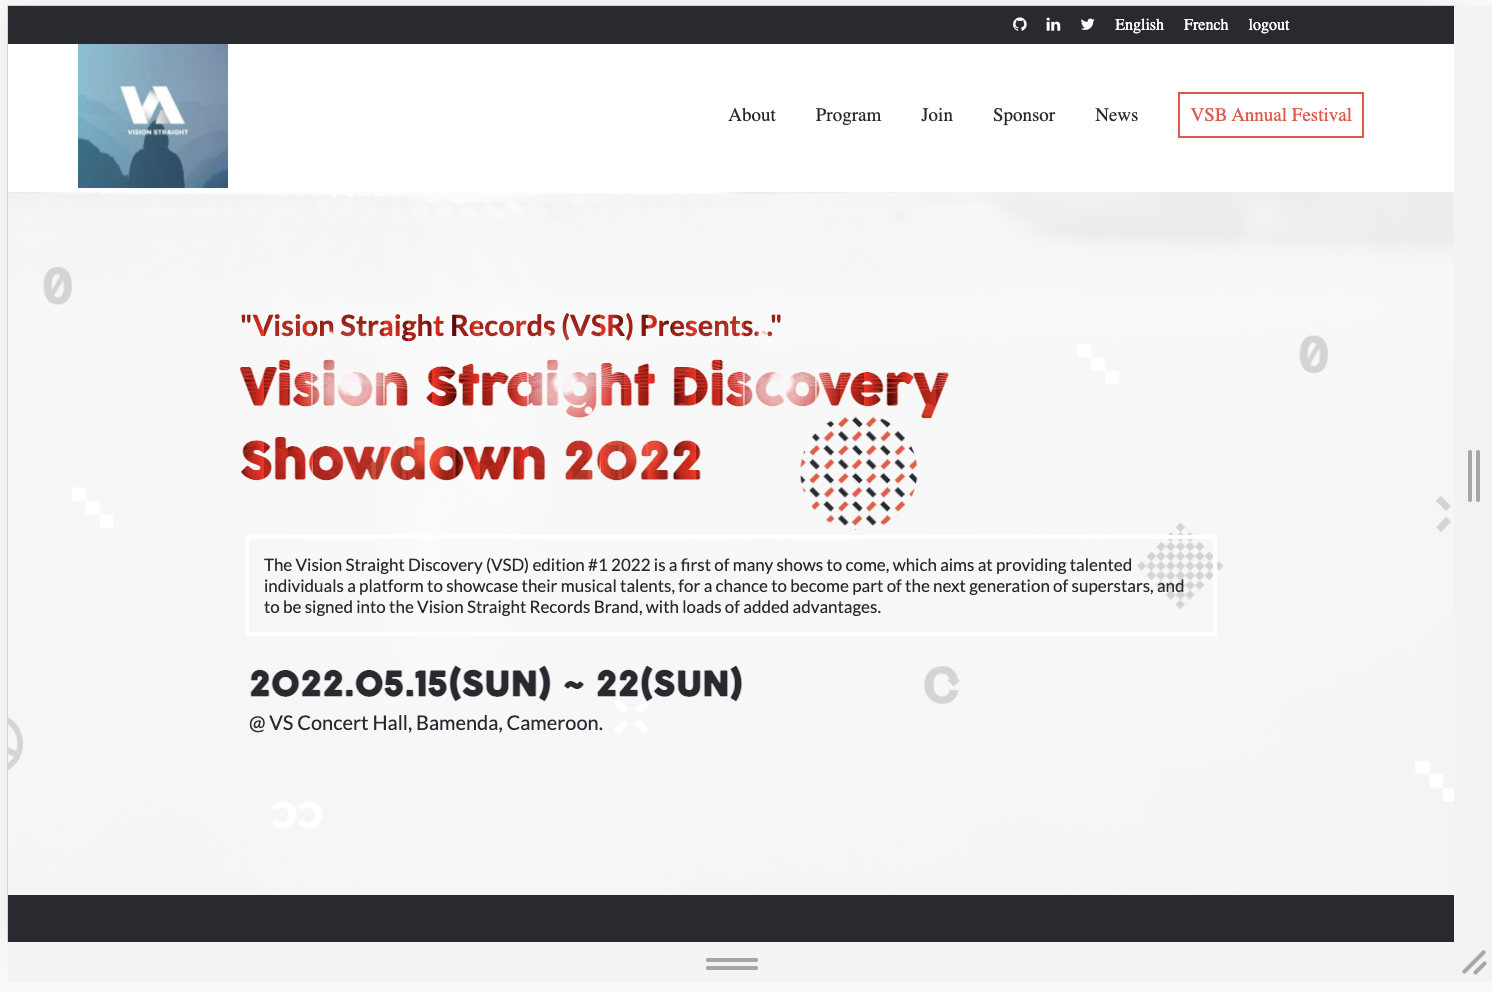 English French logout
VISION STRAIGHT
About Program Join Sponsor News VSB Annual Festival
"Vision Straight Records (VSR) Presents..."
Vision Straight Discovery
Showdown 2022
The Vision Straight Discovery (VSD) edition #1 2022 is a first of many shows to come, which aims at providing talented
individuals a platform to showcase their musical talents, for a chance to become part of the next generation of superstars, and
to be signed into the Vision Straight Records Brand, with loads of added advantages.
2022.05.15(SUN) ~ 22(SUN)
@ VS Concert Hall, Bamenda, Cameroon.